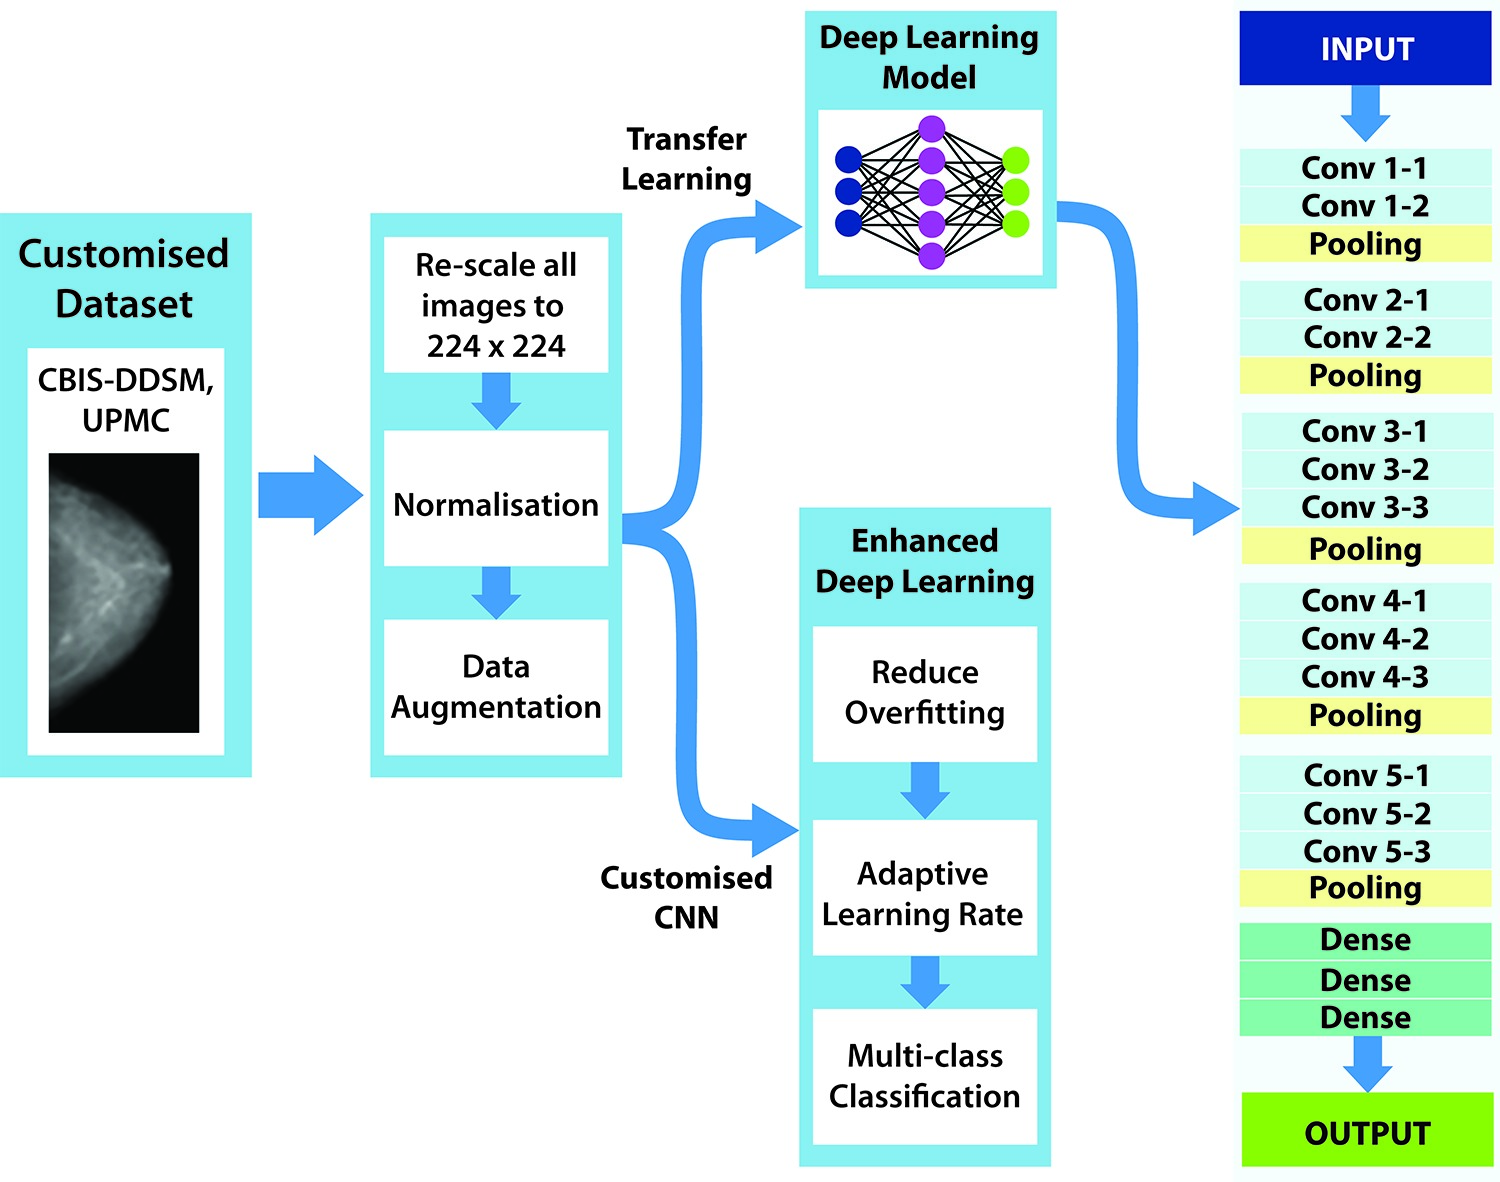 Customised
Dataset
CBIS-DDSM,
UPMC
Re-scale all
images to
224 x 224
Normalisation
Data
Augmentation
Transfer
Learning
Deep Learning
Model
Customised
CNN
Enhanced
Deep Learning
Reduce
Overfitting
Adaptive
Learning Rate
Multi-class
Classification
INPUT
Conv 1-1
Conv 1-2
Pooling
Conv 2-1
Conv 2-2
Pooling
Conv 3-1
Conv 3-2
Conv 3-3
Pooling
Conv 4-1
Conv 4-2
Conv 4-3
Pooling
Conv 5-1
Conv 5-2
Conv 5-3
Pooling
Dense
Dense
Dense
OUTPUT